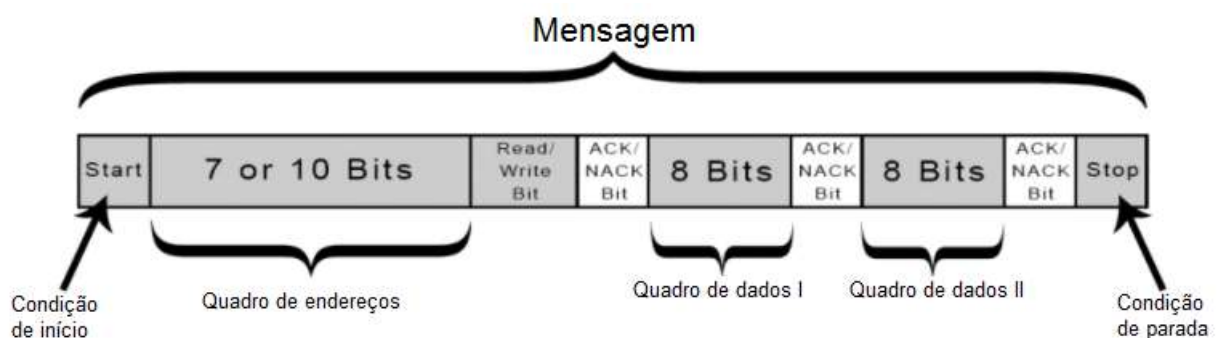 Mensagem
Start
7 or 10 Bits
Read/
Write
Bit
ACK/
NACK
Bit
8 Bits
ACK/
NACK
Bit
8 Bits
ACK/
NACK
Bit
Stop
Condição
de início
Quadro de endereços
Quadro de dados I
Quadro de dados II
Condição
de parada